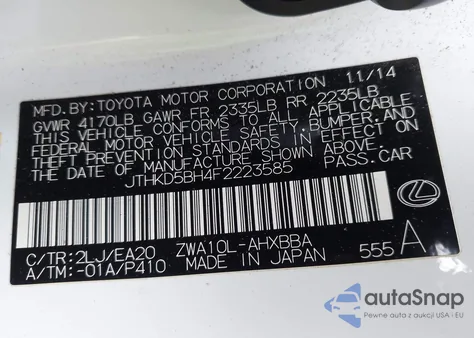 MFD. BY: TOYOTA MOTOR CORPORATION 11/14
GVWR 4170LB GAWR FR 2335LB RR 2235LB
THIS VEHICLE CONFORMS TO ALL APPLICABLE
FEDERAL MOTOR VEHICLE SAFETY, BUMPER, AND
THEFT PREVENTION STANDARDS IN EFFECT ON
THE DATE OF MANUFACTURE SHOWN ABOVE.
JTHKD5BH4F2223585 PASS. CAR
C/TR: 2LJ/EA20 ZWA10L-AHXBBA
A/TM: -01A/P410 MADE IN JAPAN 555 A
autoSnap
Pewne auta z aukcji USA i EU